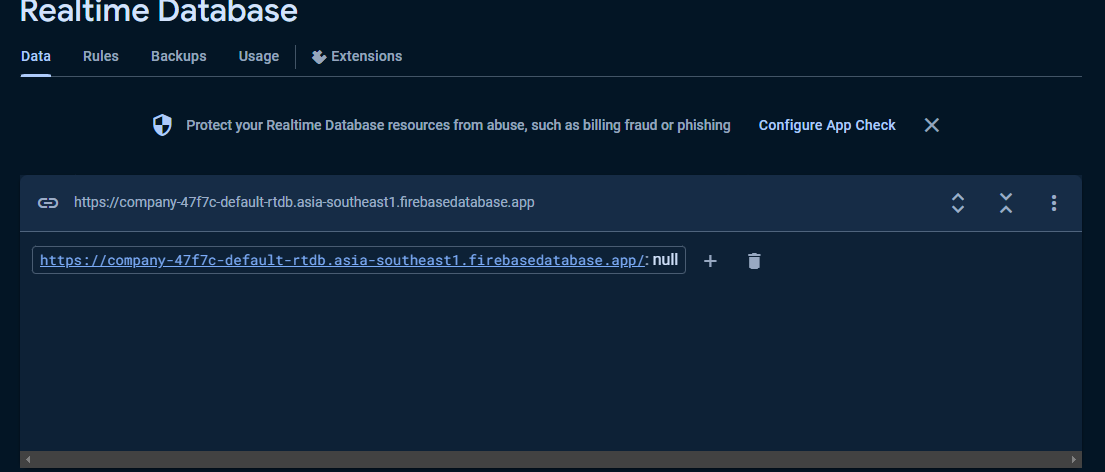 Realtime Database
Data Rules Backups Usage Extensions
Protect your Realtime Database resources from abuse, such as billing fraud or phishing Configure App Check
https://company-47f7c-default-rtdb.asia-southeast1.firebasedatabase.app
https://company-47f7c-default-rtdb.asia-southeast1.firebasedatabase.app/: null